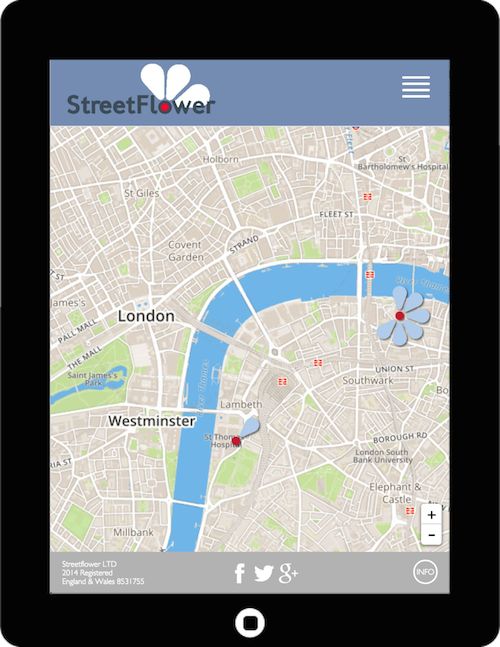 StreetFlower
Holborn
St
Bartholomew's Hospital
St Giles
FLEET ST
Covent
Garden
STRAND
River Thames
London
PALL MALL
THE MALL
Saint James's
Park
River Thames
UNION ST
Southwark
Lambeth
Westminster
St Thomas
Hospital
BOROUGH RD
London South
Bank University
Elephant &
Castle
Millbank
+
-
Streetflower LTD
2014 Registered
England & Wales 8531755
f
g+
INFO